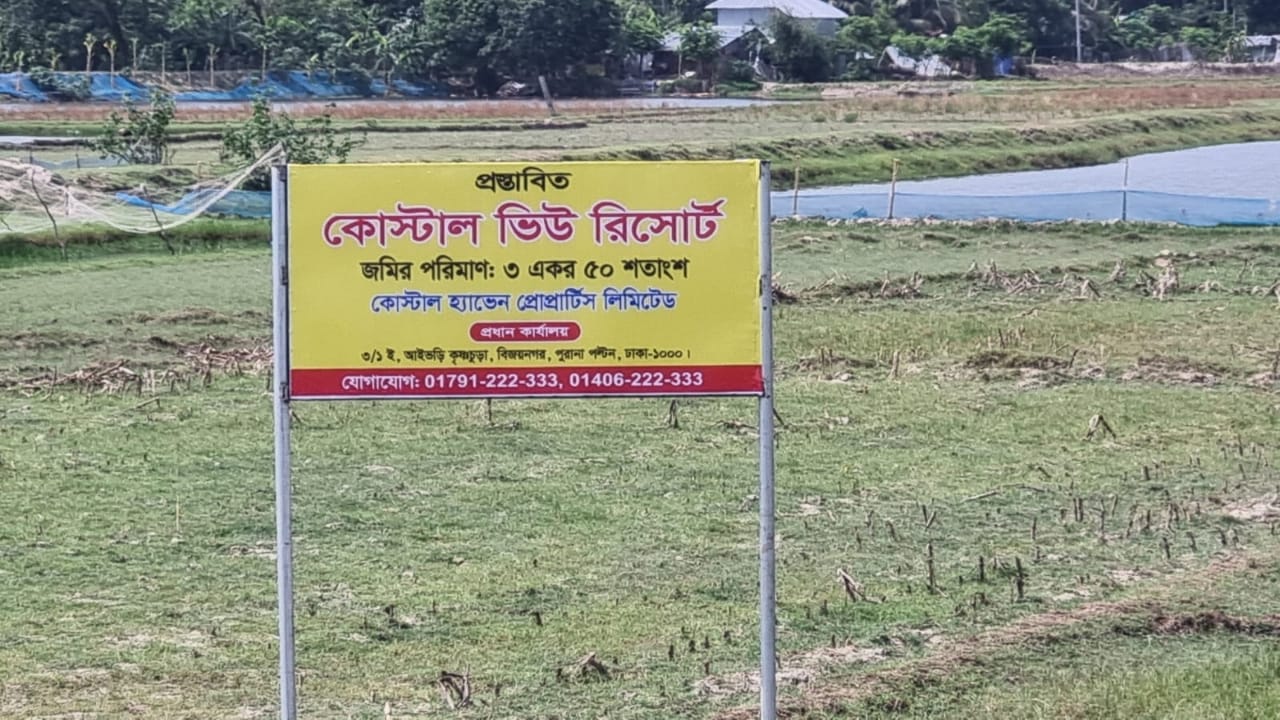 প্রস্তাবিত
কোস্টাল ভিউ রিসোর্ট
জমির পরিমাণ: ৩ একর ৫০ শতাংশ
কোস্টাল হ্যাভেন প্রোপ্রার্টিস লিমিটেড
প্রধান কার্যালয়
৩/১ ই, আইভড়ি কৃষ্ণচুড়া, বিজয়নগর, পুরানা পল্টন, ঢাকা-১০০০।
যোগাযোগ: 01791-222-333, 01406-222-333